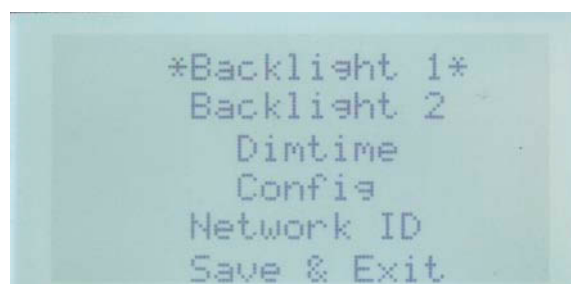 *Backlight 1*
Backlight 2
Dimtime
Config
Network ID
Save & Exit